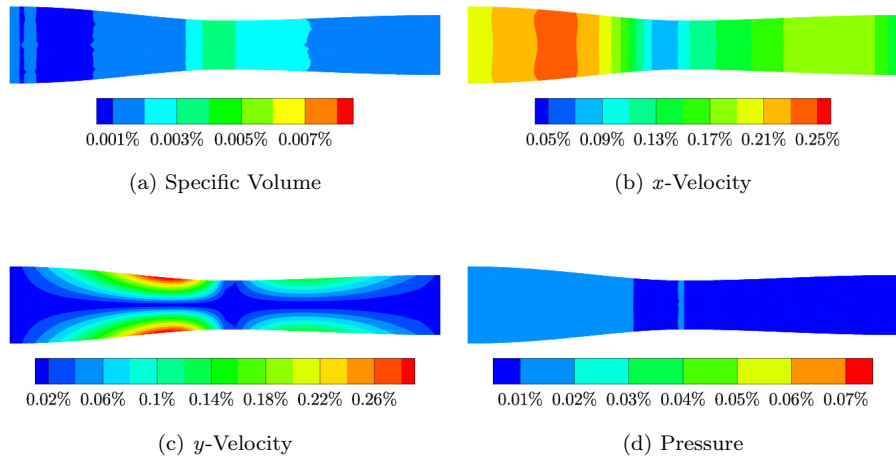 0.001% 0.003% 0.005% 0.007%
(a) Specific Volume
0.05% 0.09% 0.13% 0.17% 0.21% 0.25%
(b) x-Velocity
0.02% 0.06% 0.1% 0.14% 0.18% 0.22% 0.26%
(c) y-Velocity
0.01% 0.02% 0.03% 0.04% 0.05% 0.06% 0.07%
(d) Pressure